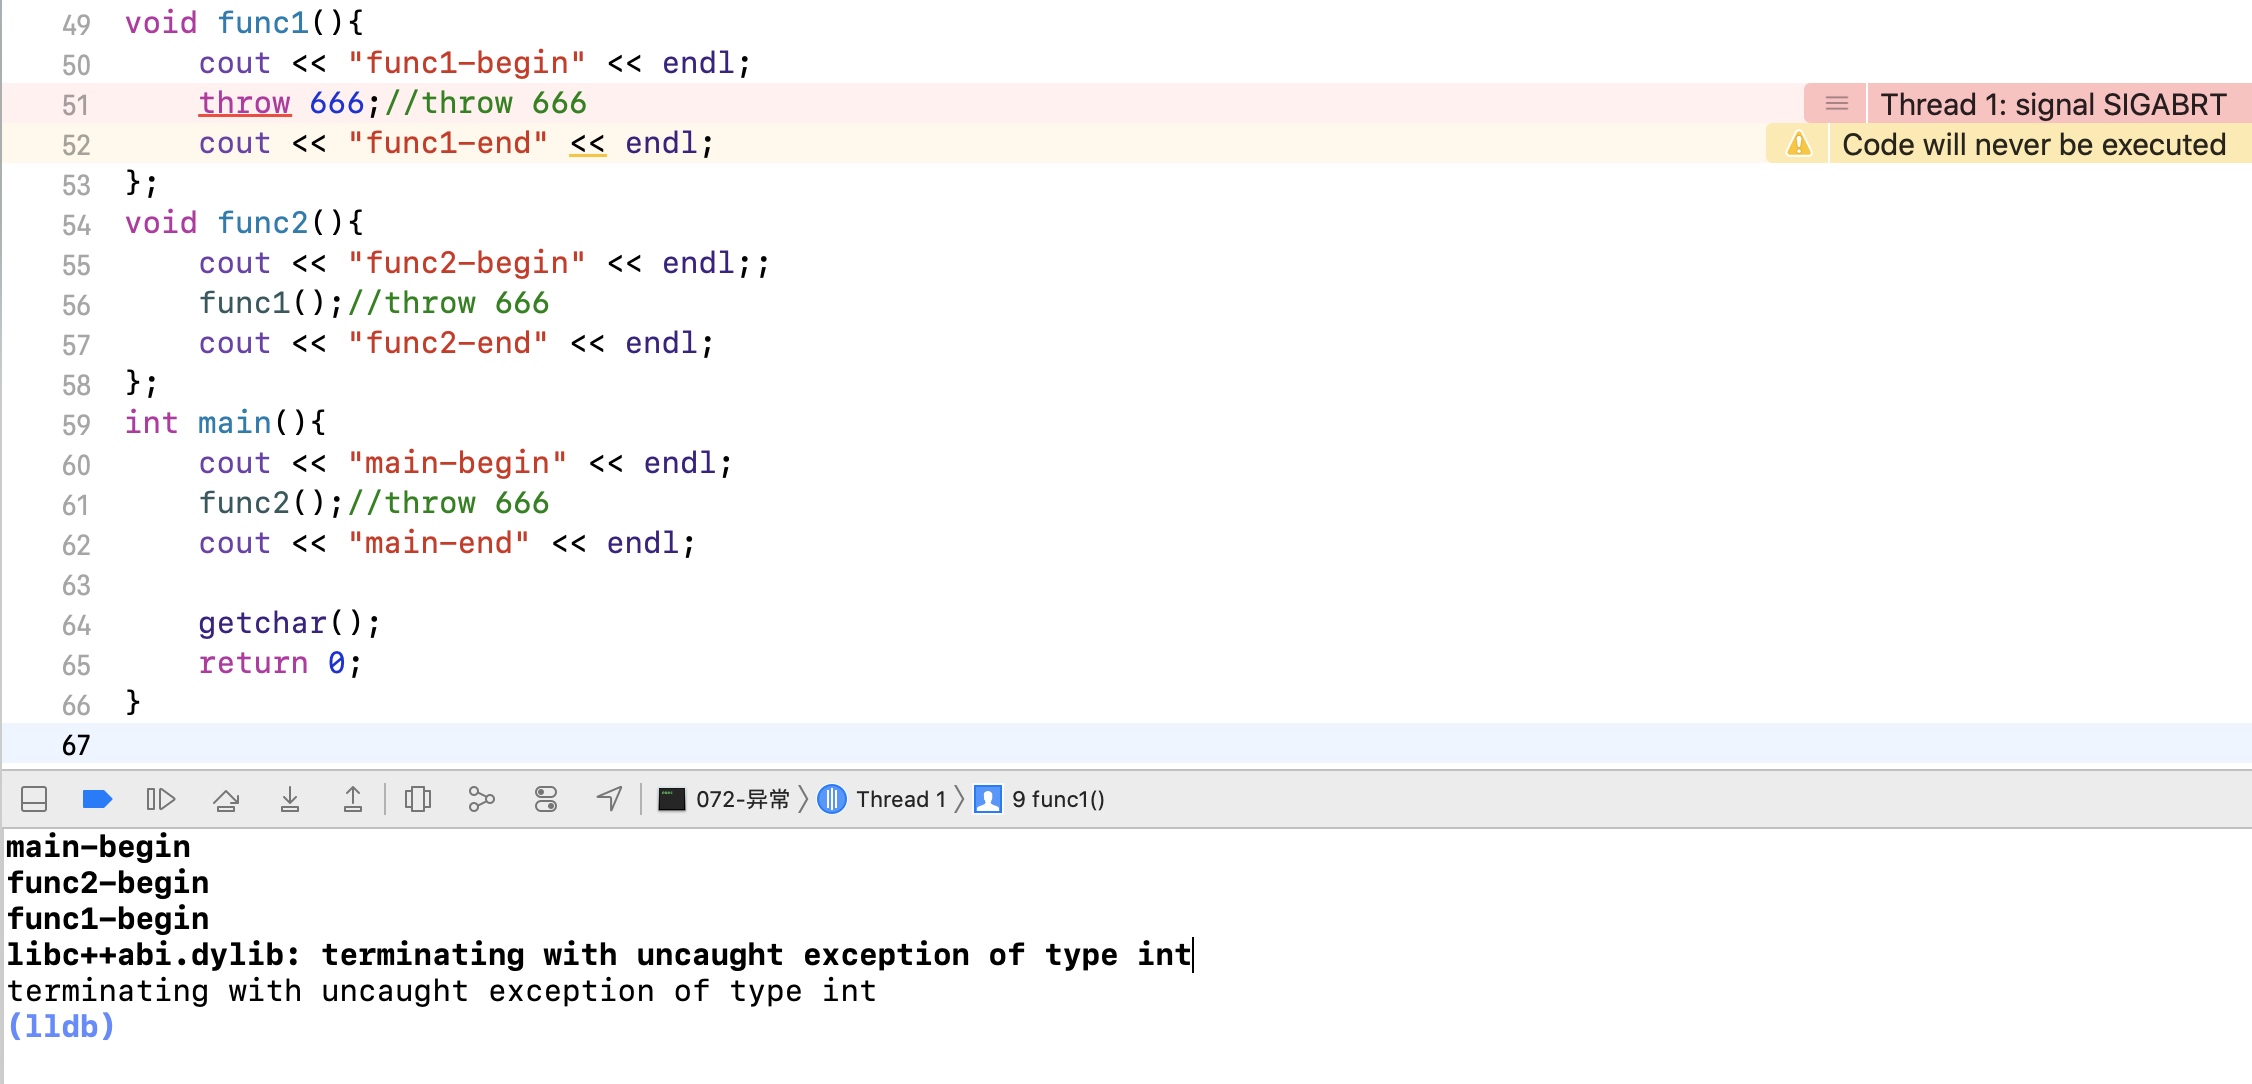 49 void func1(){
50     cout << "func1-begin" << endl;
51     throw 666;//throw 666 Thread 1: signal SIGABRT
52     cout << "func1-end" << endl; Code will never be executed
53 };
54 void func2(){
55     cout << "func2-begin" << endl;;
56     func1();//throw 666
57     cout << "func2-end" << endl;
58 };
59 int main(){
60     cout << "main-begin" << endl;
61     func2();//throw 666
62     cout << "main-end" << endl;
63
64     getchar();
65     return 0;
66 }
67
072-异常 〉 Thread 1 〉 9 func1()
main-begin
func2-begin
func1-begin
libc++abi.dylib: terminating with uncaught exception of type int
terminating with uncaught exception of type int
(lldb)